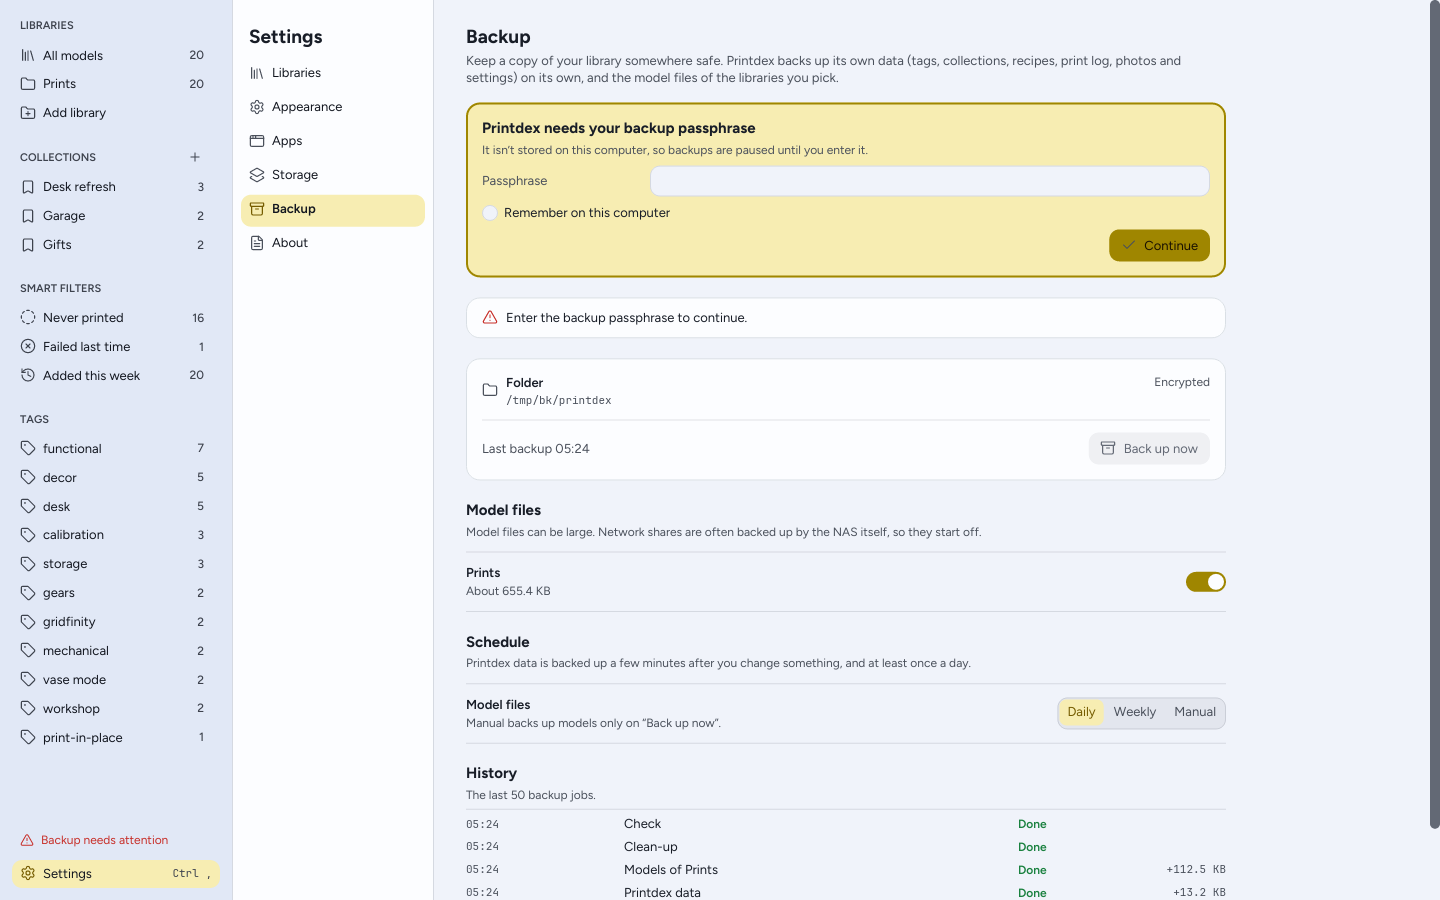 LIBRARIES
All models 20
Prints 20
Add library
COLLECTIONS
Desk refresh 3
Garage 2
Gifts 2
SMART FILTERS
Never printed 16
Failed last time 1
Added this week 20
TAGS
functional 7
decor 5
desk 5
calibration 3
storage 3
gears 2
gridfinity 2
mechanical 2
vase mode 2
workshop 2
print-in-place 1
Backup needs attention
Settings Ctrl ,
Settings
Libraries
Appearance
Apps
Storage
Backup
About
Backup
Keep a copy of your library somewhere safe. Printdex backs up its own data (tags, collections, recipes, print log, photos and
settings) on its own, and the model files of the libraries you pick.
Printdex needs your backup passphrase
It isn’t stored on this computer, so backups are paused until you enter it.
Passphrase
Remember on this computer
Continue
Enter the backup passphrase to continue.
Folder Encrypted
/tmp/bk/printdex
Last backup 05:24 Back up now
Model files
Model files can be large. Network shares are often backed up by the NAS itself, so they start off.
Prints
About 655.4 KB
Schedule
Printdex data is backed up a few minutes after you change something, and at least once a day.
Model files
Manual backs up models only on “Back up now”.
Daily Weekly Manual
History
The last 50 backup jobs.
05:24 Check Done
05:24 Clean-up Done
05:24 Models of Prints Done +112.5 KB
05:24 Printdex data Done +13.2 KB